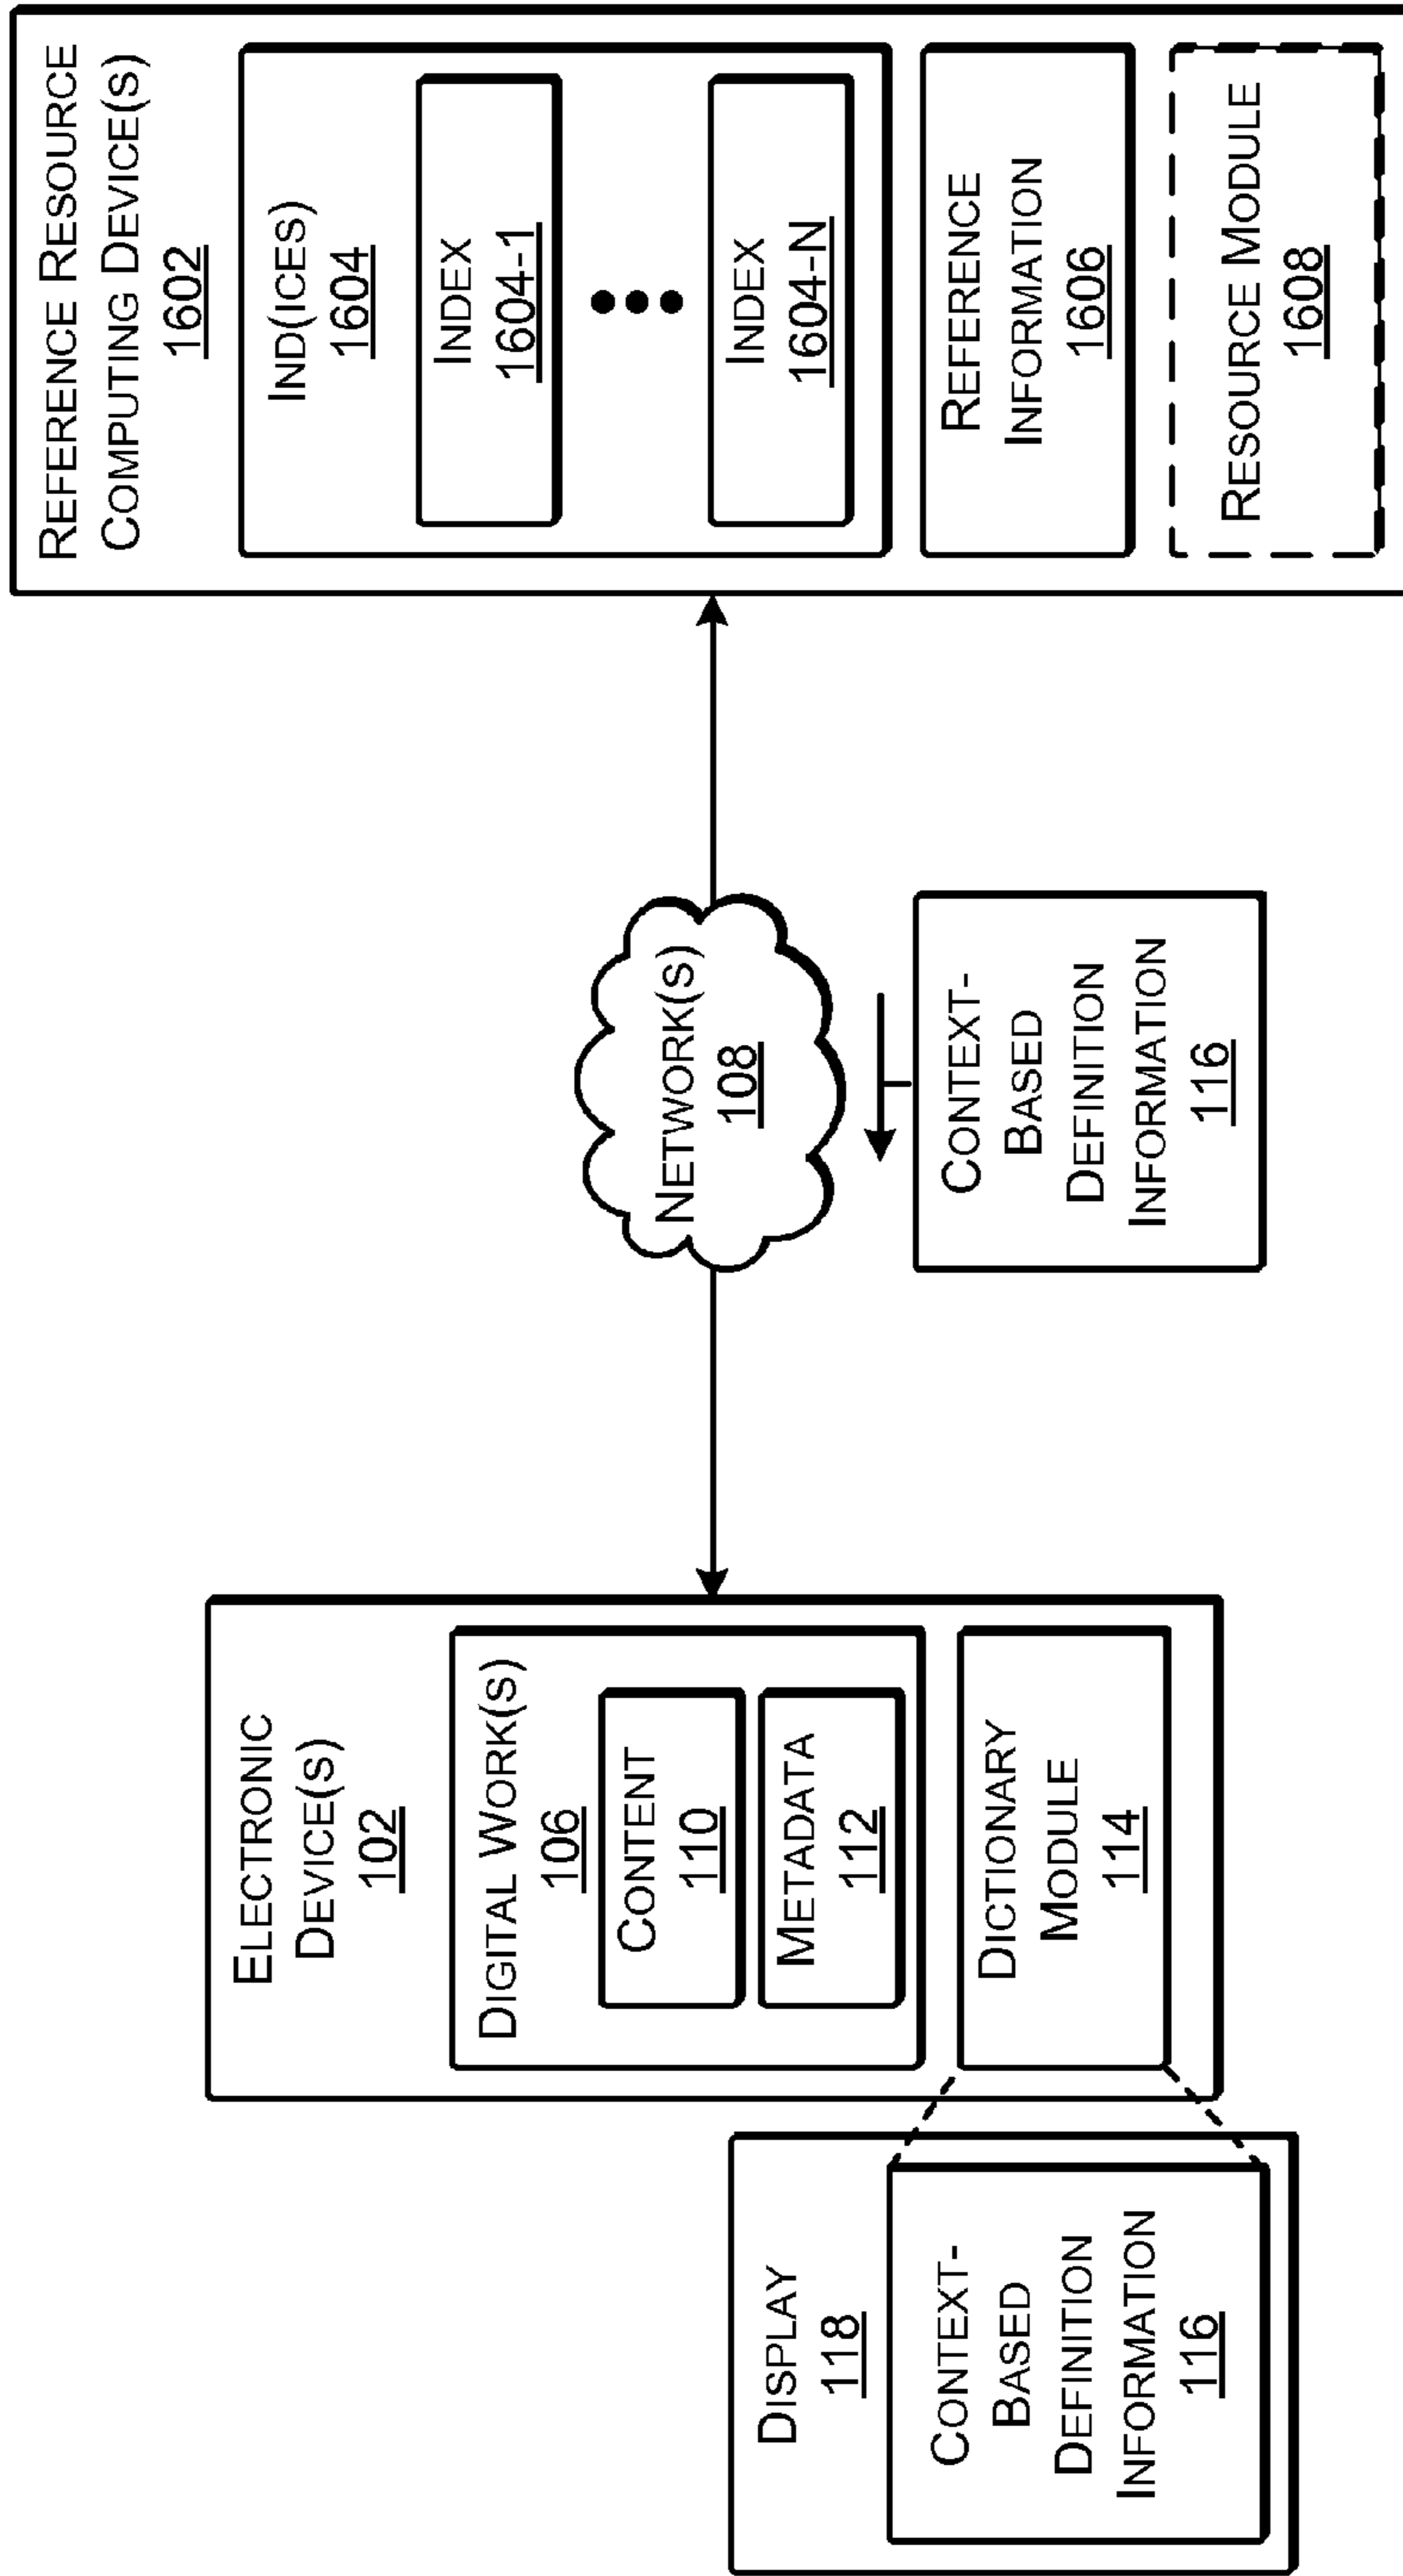 DISPLAY
118
CONTEXT-
BASED
DEFINITION
INFORMATION
116
ELECTRONIC
DEVICE(S)
102
DIGITAL WORK(S)
106
CONTENT
110
METADATA
112
DICTIONARY
MODULE
114
NETWORK(S)
108
CONTEXT-
BASED
DEFINITION
INFORMATION
116
REFERENCE RESOURCE
COMPUTING DEVICE(S)
1602
IND(ICES)
1604
INDEX
1604-1
INDEX
1604-N
REFERENCE
INFORMATION
1606
RESOURCE MODULE
1608